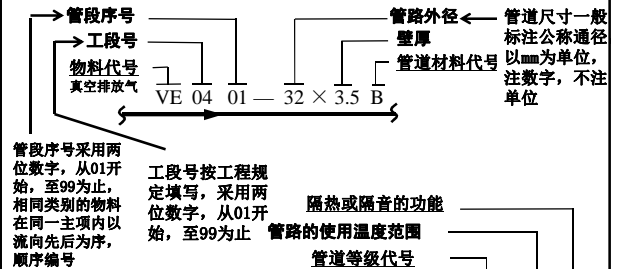 管段序号
工段号
物料代号
真空排放气
管路外径
壁厚
管道材料代号
管道尺寸一般
标注公称通径
以mm为单位，
注数字，不注
单位
VE 04 01 — 32 × 3.5 B
管段序号采用两
位数字，从01开
始，至99为止，
相同类别的物料
在同一主项内以
流向先后为序，
顺序编号
工段号按工程规
定填写，采用两
位数字，从01开
始，至99为止
隔热或隔音的功能
管路的使用温度范围
管道等级代号